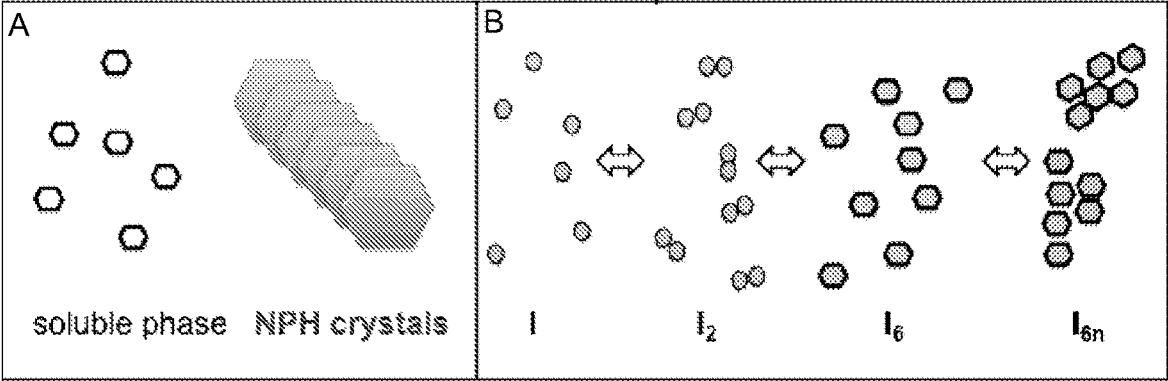 A
B
soluble phase NPH crystals
I I₂ I₆ I₆ₙ